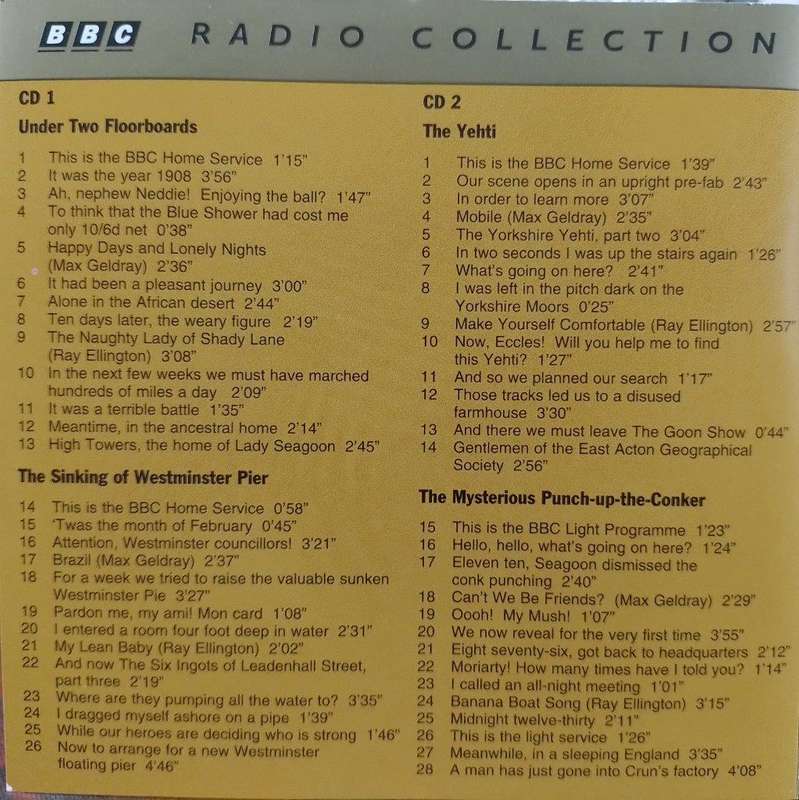 BBC RADIO COLLECTION
CD 1
Under Two Floorboards
1 This is the BBC Home Service 1'15"
2 It was the year 1908 3'56"
3 Ah, nephew Neddie! Enjoying the ball? 1'47"
4 To think that the Blue Shower had cost me
only 10/6d net 0'38"
5 Happy Days and Lonely Nights
(Max Geldray) 2'36"
6 It had been a pleasant journey 3'00"
7 Alone in the African desert 2'44"
8 Ten days later, the weary figure 2'19"
9 The Naughty Lady of Shady Lane
(Ray Ellington) 3'08"
10 In the next few weeks we must have marched
hundreds of miles a day 2'09"
11 It was a terrible battle 1'35"
12 Meantime, in the ancestral home 2'14"
13 High Towers, the home of Lady Seagoon 2'45"
The Sinking of Westminster Pier
14 This is the BBC Home Service 0'58"
15 'Twas the month of February 0'45"
16 Attention, Westminster councillors! 3'21"
17 Brazil (Max Geldray) 2'37"
18 For a week we tried to raise the valuable sunken
Westminster Pie 3'27"
19 Pardon me, my ami! Mon card 1'08"
20 I entered a room four foot deep in water 2'31"
21 My Lean Baby (Ray Ellington) 2'02"
22 And now The Six Ingots of Leadenhall Street,
part three 2'19"
23 Where are they pumping all the water to? 3'35"
24 I dragged myself ashore on a pipe 1'39"
25 While our heroes are deciding who is strong 1'46"
26 Now to arrange for a new Westminster
floating pier 4'46"
CD 2
The Yehti
1 This is the BBC Home Service 1'39"
2 Our scene opens in an upright pre-fab 2'43"
3 In order to learn more 3'07"
4 Mobile (Max Geldray) 2'35"
5 The Yorkshire Yehti, part two 3'04"
6 In two seconds I was up the stairs again 1'26"
7 What's going on here? 2'41"
8 I was left in the pitch dark on the
Yorkshire Moors 0'25"
9 Make Yourself Comfortable (Ray Ellington) 2'57"
10 Now, Eccles! Will you help me to find
this Yehti? 1'27"
11 And so we planned our search 1'17"
12 Those tracks led us to a disused
farmhouse 3'30"
13 And there we must leave The Goon Show 0'44"
14 Gentlemen of the East Acton Geographical
Society 2'56"
The Mysterious Punch-up-the-Conker
15 This is the BBC Light Programme 1'23"
16 Hello, hello, what's going on here? 1'24"
17 Eleven ten, Seagoon dismissed the
conk punching 2'40"
18 Can't We Be Friends? (Max Geldray) 2'29"
19 Oooh! My Mush! 1'07"
20 We now reveal for the very first time 3'55"
21 Eight seventy-six, got back to headquarters 2'12"
22 Moriarty! How many times have I told you? 1'14"
23 I called an all-night meeting 1'01"
24 Banana Boat Song (Ray Ellington) 3'15"
25 Midnight twelve-thirty 2'11"
26 This is the light service 1'26"
27 Meanwhile, in a sleeping England 3'35"
28 A man has just gone into Crun's factory 4'08"